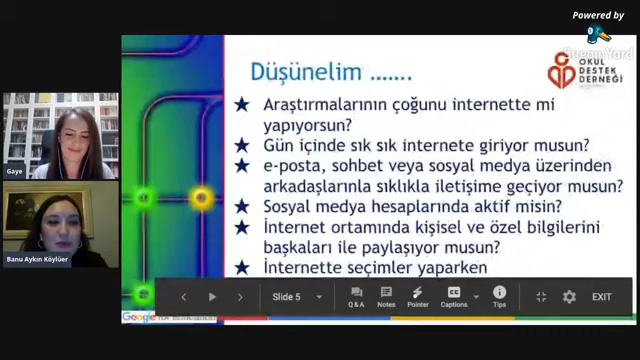 Powered by
StreamYard
OKUL
DESTEK
DERNEĞİ
Düşünelim .......
Araştırmalarının çoğunu internette mi
yapıyorsun?
Gün içinde sık sık internete giriyor musun?
e-posta, sohbet veya sosyal medya üzerinden
arkadaşlarınla sıklıkla iletişime geçiyor musun?
Sosyal medya hesaplarında aktif misin?
İnternet ortamında kişisel ve özel bilgilerini
başkaları ile paylaşıyor musun?
İnternette seçimler yaparken
Gaye
Banu Aykın Köylüer
Slide 5
Q & A
Notes
Pointer
Captions
Tips
EXIT
Google